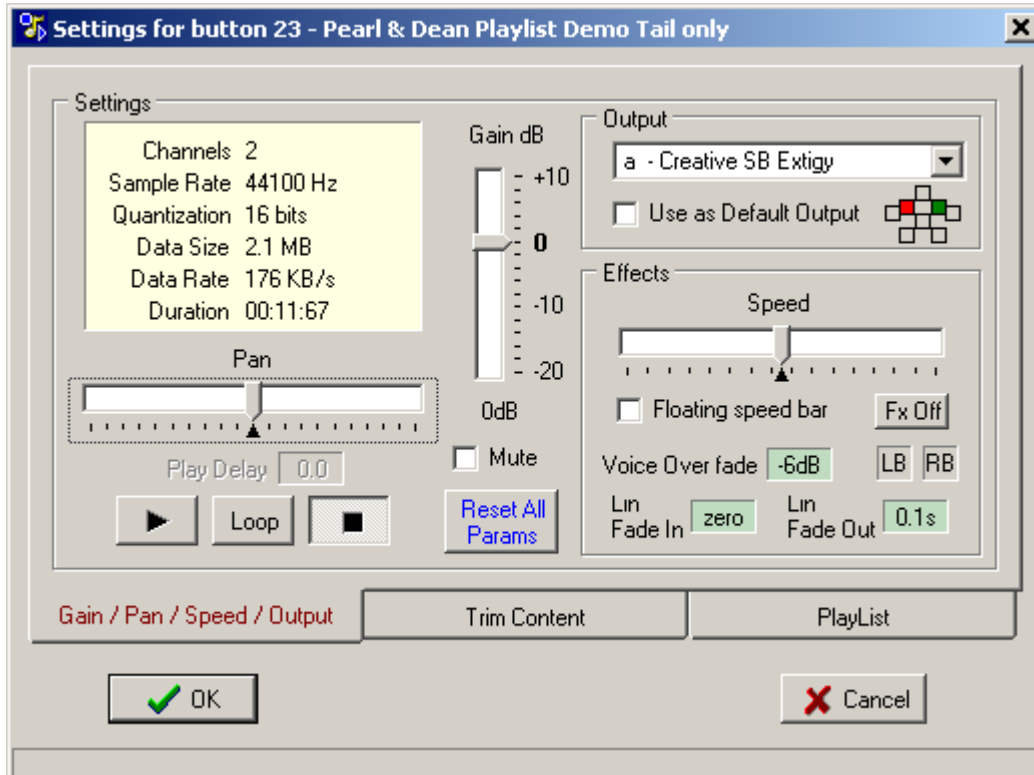 Settings for button 23 - Pearl & Dean Playlist Demo Tail only
Settings
Channels 2
Sample Rate 44100 Hz
Quantization 16 bits
Data Size 2.1 MB
Data Rate 176 KB/s
Duration 00:11:67
Pan
Play Delay 0.0
Loop
Gain dB
+10
0
-10
-20
0dB
Mute
Reset All
Params
Output
a - Creative SB Extigy
Use as Default Output
Effects
Speed
Floating speed bar
Fx Off
Voice Over fade -6dB
LB RB
Lin
Fade In zero
Lin
Fade Out 0.1s
Gain / Pan / Speed / Output
Trim Content
PlayList
OK
Cancel